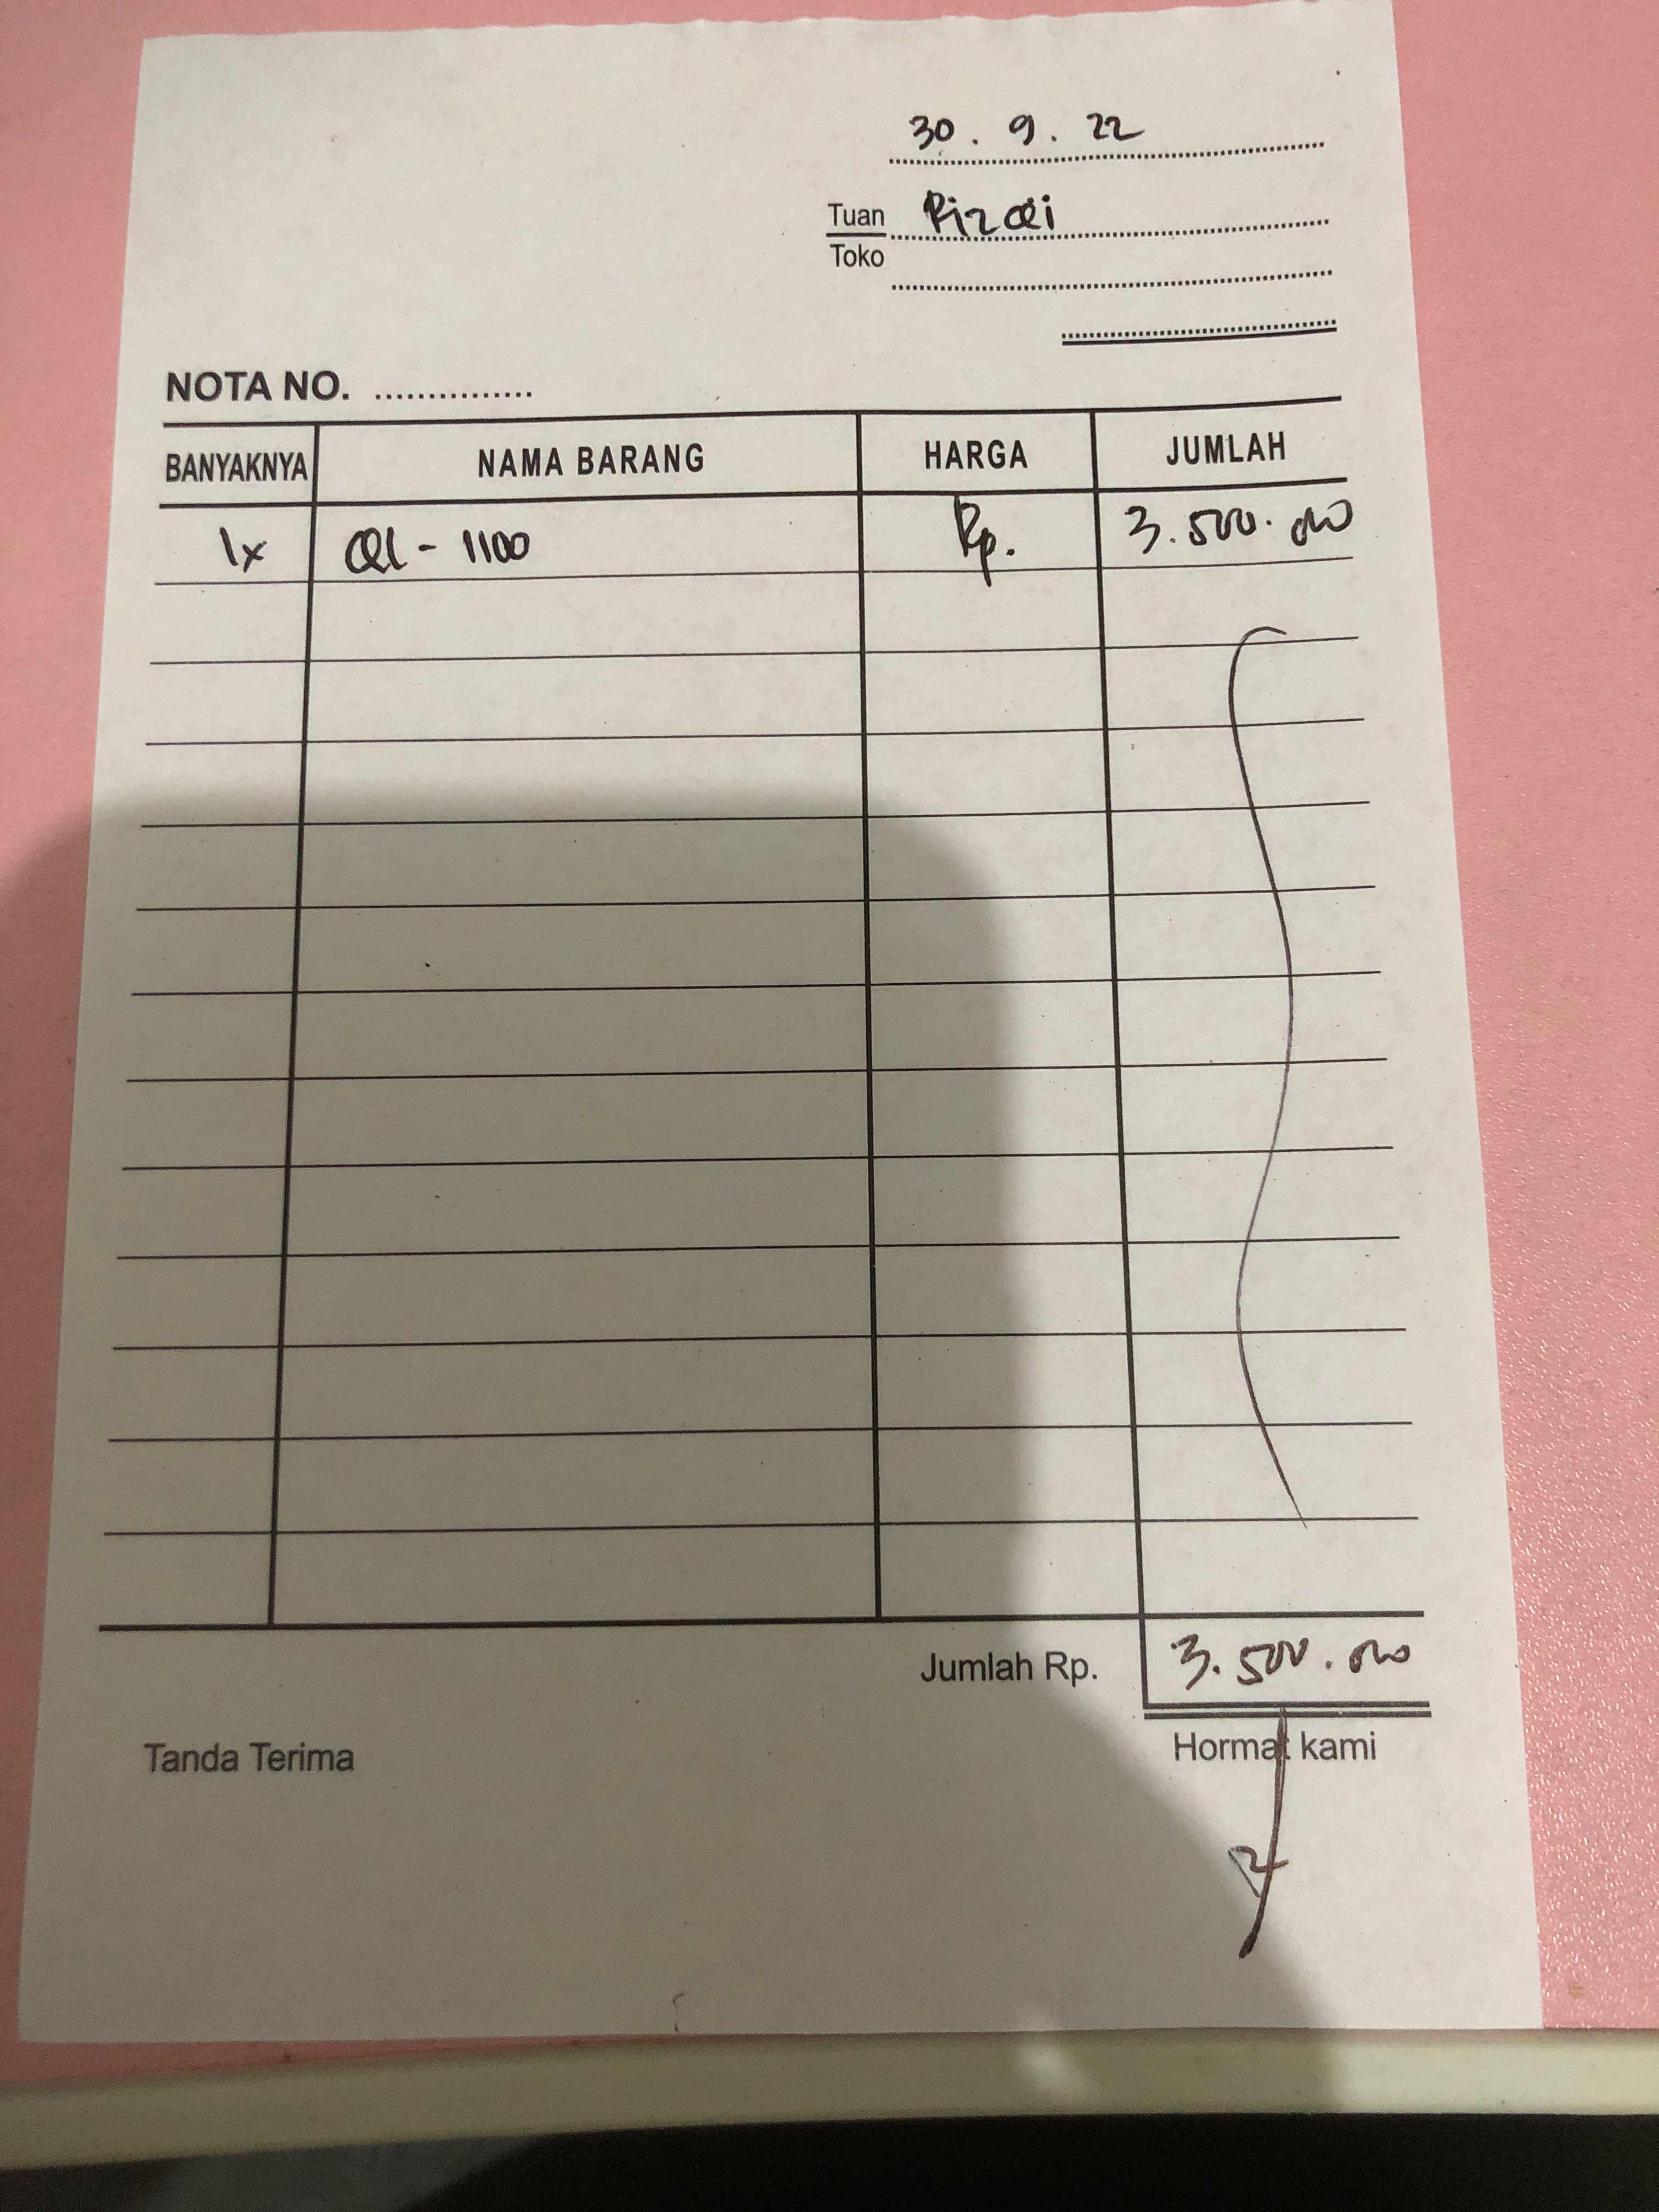 30 . 9 . 22
Tuan Rizqi
Toko
NOTA NO. ...............
BANYAKNYA NAMA BARANG HARGA JUMLAH
1x QL - 1100 Rp. 3.500.000
Jumlah Rp. 3.500.000
Tanda Terima Hormat kami